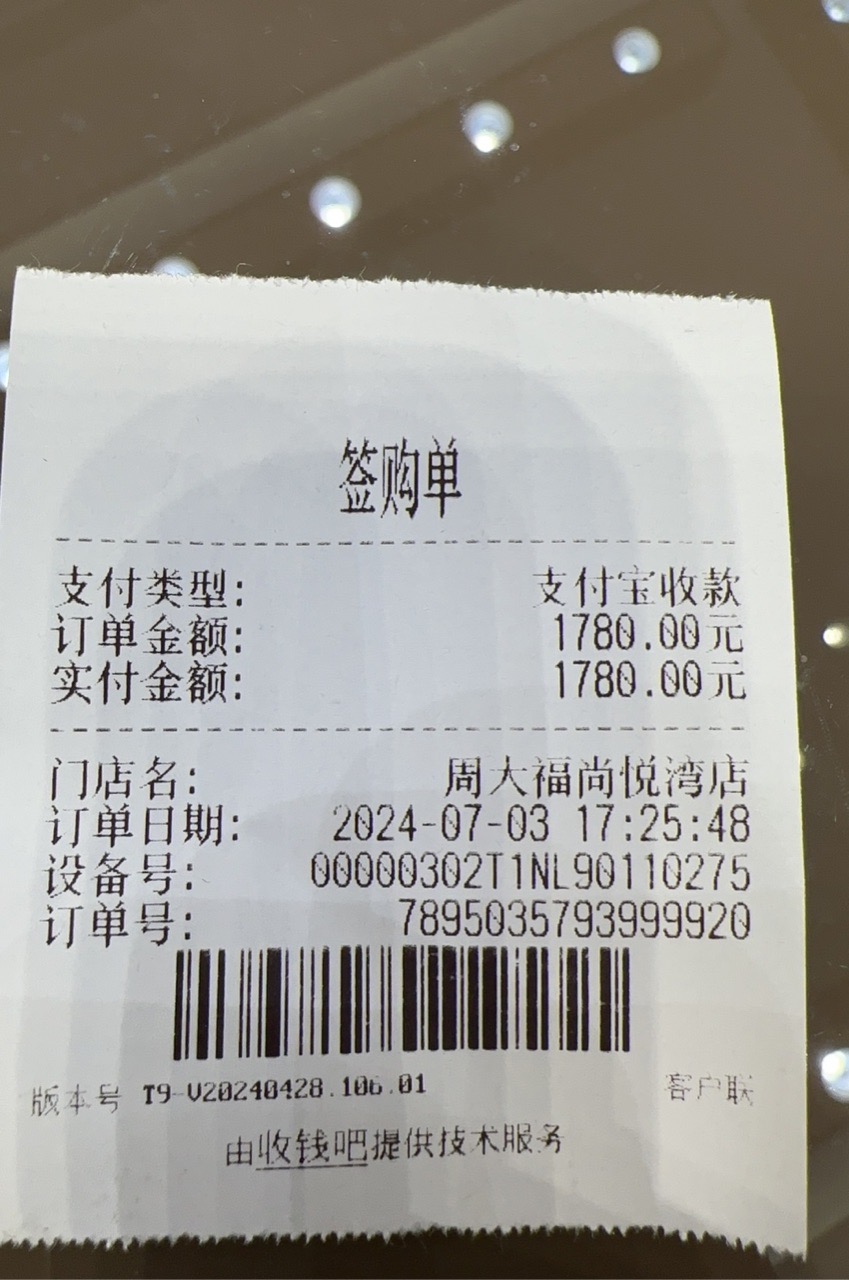 签购单
支付类型: 支付宝收款
订单金额: 1780.00元
实付金额: 1780.00元
门店名: 周大福尚悦湾店
订单日期: 2024-07-03 17:25:48
设备号: 00000302T1NL90110275
订单号: 7895035793999920
版本号 T9-V20240428.106.01 客户联
由收钱吧提供技术服务